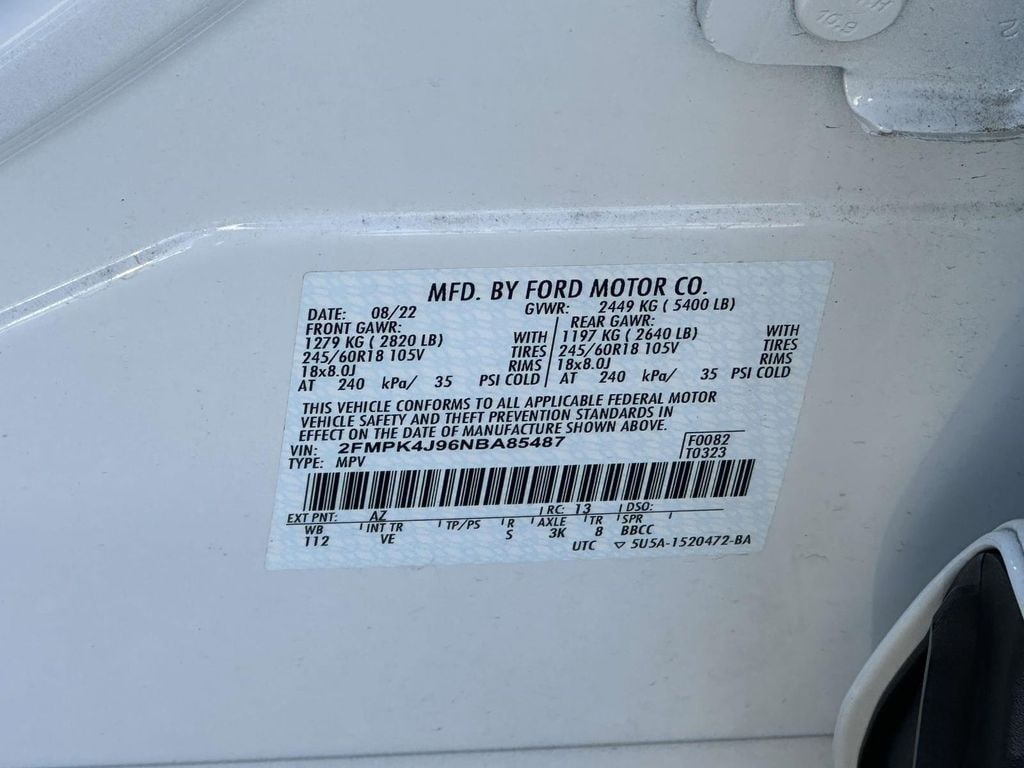 10.9
MFD. BY FORD MOTOR CO.
DATE: 08/22 GVWR: 2449 KG ( 5400 LB)
FRONT GAWR: REAR GAWR:
1279 KG ( 2820 LB) WITH 1197 KG ( 2640 LB) WITH
245/60R18 105V TIRES 245/60R18 105V TIRES
18x8.0J RIMS 18x8.0J RIMS
AT 240 kPa/ 35 PSI COLD AT 240 kPa/ 35 PSI COLD
THIS VEHICLE CONFORMS TO ALL APPLICABLE FEDERAL MOTOR
VEHICLE SAFETY AND THEFT PREVENTION STANDARDS IN
EFFECT ON THE DATE OF MANUFACTURE SHOWN ABOVE.
VIN: 2FMPK4J96NBA85487 F0082
TYPE: MPV T0323
EXT PNT: AZ RC: 13 DSO:
WB INT TR TP/PS R AXLE TR SPR
112 VE S 3K 8 BBCC
UTC ▽ 5U5A-1520472-BA